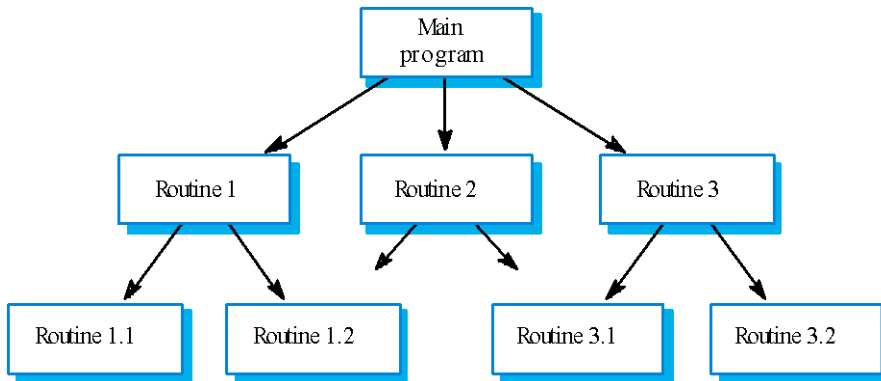 Main
program
Routine 1
Routine 2
Routine 3
Routine 1.1
Routine 1.2
Routine 3.1
Routine 3.2